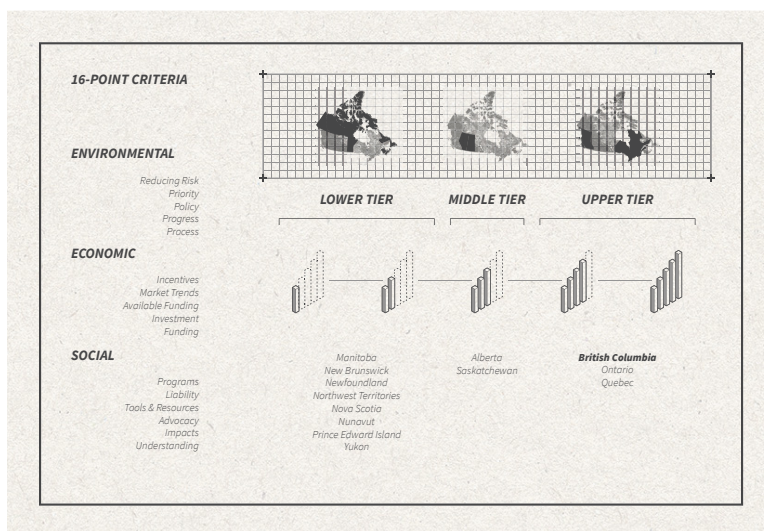 16-POINT CRITERIA
ENVIRONMENTAL
Reducing Risk
Priority
Policy
Progress
Process
ECONOMIC
Incentives
Market Trends
Available Funding
Investment
Funding
SOCIAL
Programs
Liability
Tools & Resources
Advocacy
Impacts
Understanding
LOWER TIER
Manitoba
New Brunswick
Newfoundland
Northwest Territories
Nova Scotia
Nunavut
Prince Edward Island
Yukon
MIDDLE TIER
Alberta
Saskatchewan
UPPER TIER
British Columbia
Ontario
Quebec